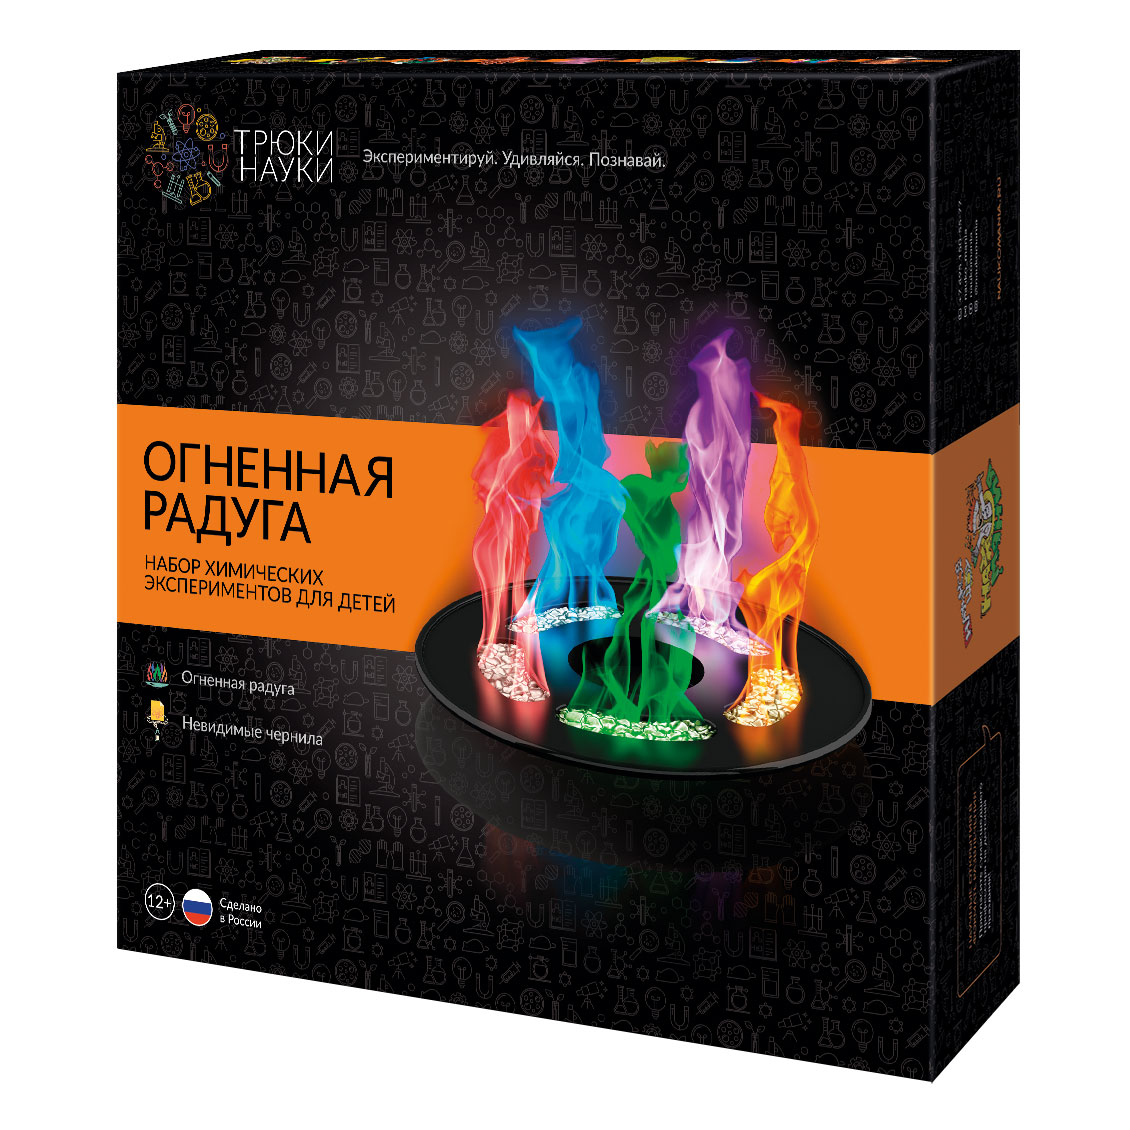 ТРЮКИ
НАУКИ
Экспериментируй. Удивляйся. Познавай.
ОГНЕННАЯ
РАДУГА
НАБОР ХИМИЧЕСКИХ
ЭКСПЕРИМЕНТОВ ДЛЯ ДЕТЕЙ
Огненная радуга
Невидимые чернила
12+
Сделано
в России